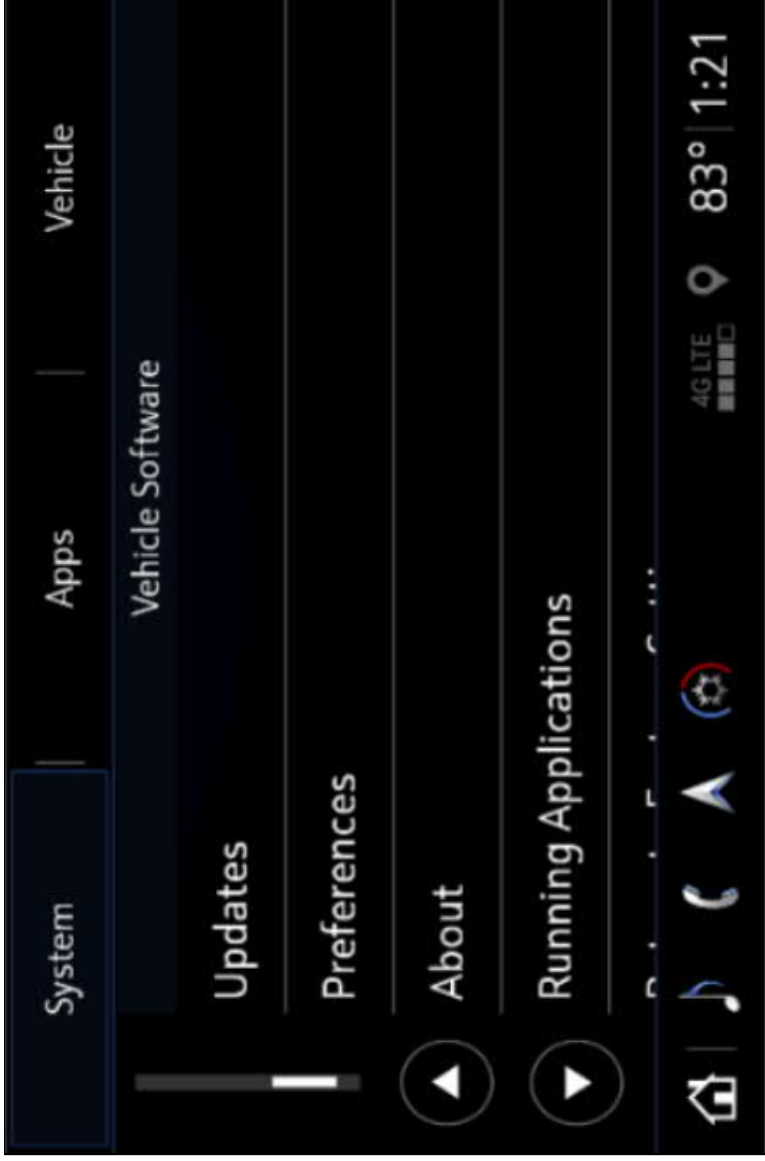 System Apps Vehicle
Vehicle Software
Updates
Preferences
About
Running Applications
4G LTE 83° 1:21